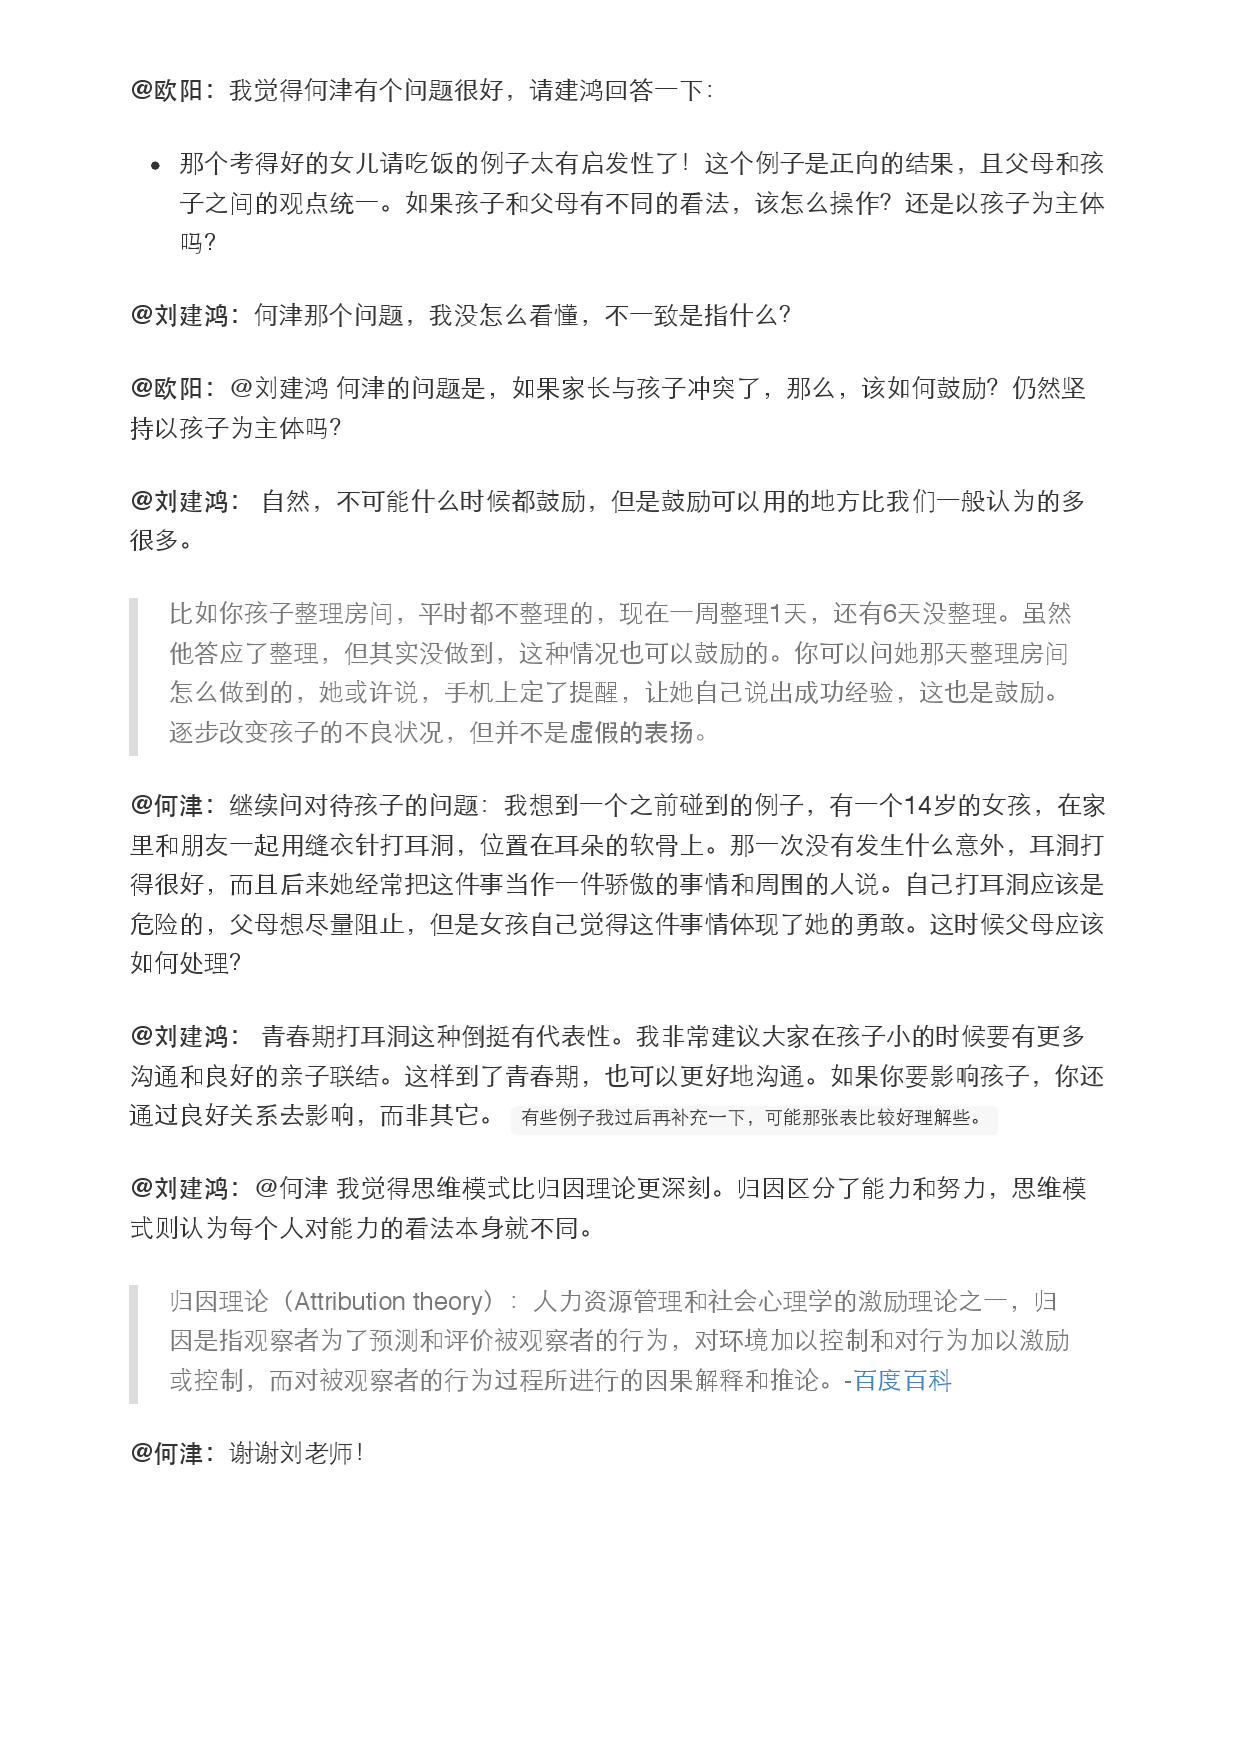 @欧阳：我觉得何津有个问题很好，请建鸿回答一下：
• 那个考得好的女儿请吃饭的例子太有启发性了！这个例子是正向的结果，且父母和孩
子之间的观点统一。如果孩子和父母有不同的看法，该怎么操作？还是以孩子为主体
吗？
@刘建鸿：何津那个问题，我没怎么看懂，不一致是指什么？
@欧阳：@刘建鸿 何津的问题是，如果家长与孩子冲突了，那么，该如何鼓励？仍然坚
持以孩子为主体吗？
@刘建鸿： 自然，不可能什么时候都鼓励，但是鼓励可以用的地方比我们一般认为的多
很多。
比如你孩子整理房间，平时都不整理的，现在一周整理1天，还有6天没整理。虽然
他答应了整理，但其实没做到，这种情况也可以鼓励的。你可以问她那天整理房间
怎么做到的，她或许说，手机上定了提醒，让她自己说出成功经验，这也是鼓励。
逐步改变孩子的不良状况，但并不是虚假的表扬。
@何津：继续问对待孩子的问题：我想到一个之前碰到的例子，有一个14岁的女孩，在家
里和朋友一起用缝衣针打耳洞，位置在耳朵的软骨上。那一次没有发生什么意外，耳洞打
得很好，而且后来她经常把这件事当作一件骄傲的事情和周围的人说。自己打耳洞应该是
危险的，父母想尽量阻止，但是女孩自己觉得这件事情体现了她的勇敢。这时候父母应该
如何处理？
@刘建鸿： 青春期打耳洞这种倒挺有代表性。我非常建议大家在孩子小的时候要有更多
沟通和良好的亲子联结。这样到了青春期，也可以更好地沟通。如果你要影响孩子，你还
通过良好关系去影响，而非其它。 有些例子我过后再补充一下，可能那张表比较好理解些。
@刘建鸿：@何津 我觉得思维模式比归因理论更深刻。归因区分了能力和努力，思维模
式则认为每个人对能力的看法本身就不同。
归因理论（Attribution theory）：人力资源管理和社会心理学的激励理论之一，归
因是指观察者为了预测和评价被观察者的行为，对环境加以控制和对行为加以激励
或控制，而对被观察者的行为过程所进行的因果解释和推论。-百度百科
@何津：谢谢刘老师！